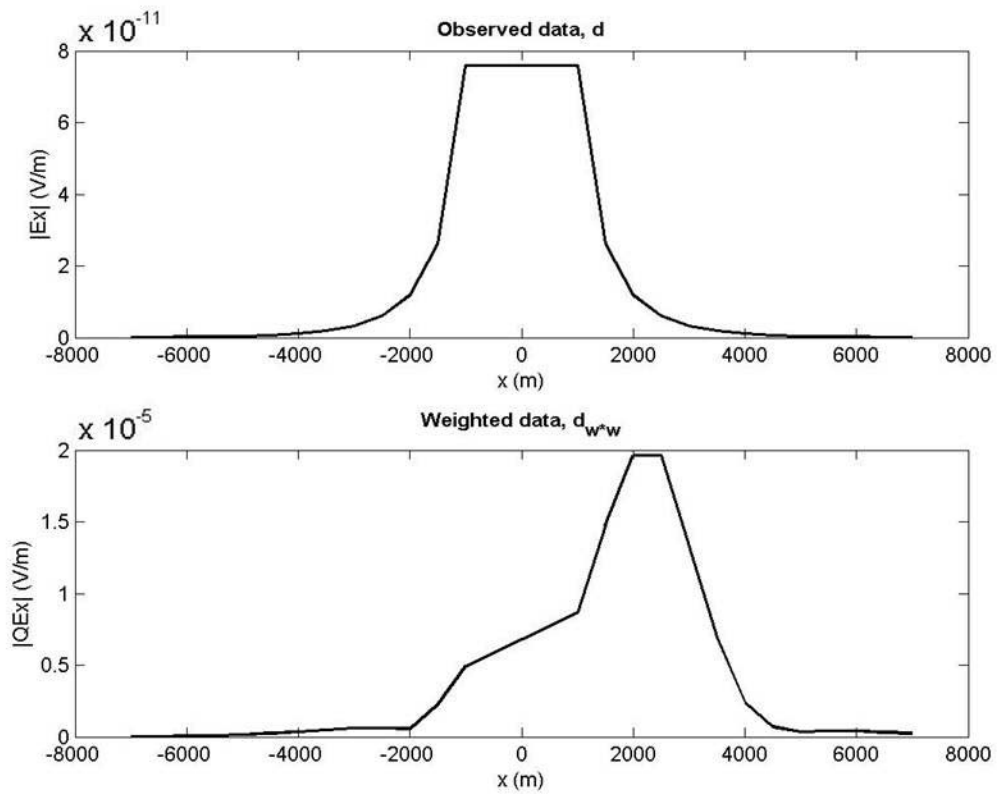 x 10^-11
Observed data, d
8
6
4
2
0
|Ex| (V/m)
-8000 -6000 -4000 -2000 0 2000 4000 6000 8000
x (m)
x 10^-5
Weighted data, d_w*w
2
1.5
1
0.5
0
|QEx| (V/m)
-8000 -6000 -4000 -2000 0 2000 4000 6000 8000
x (m)